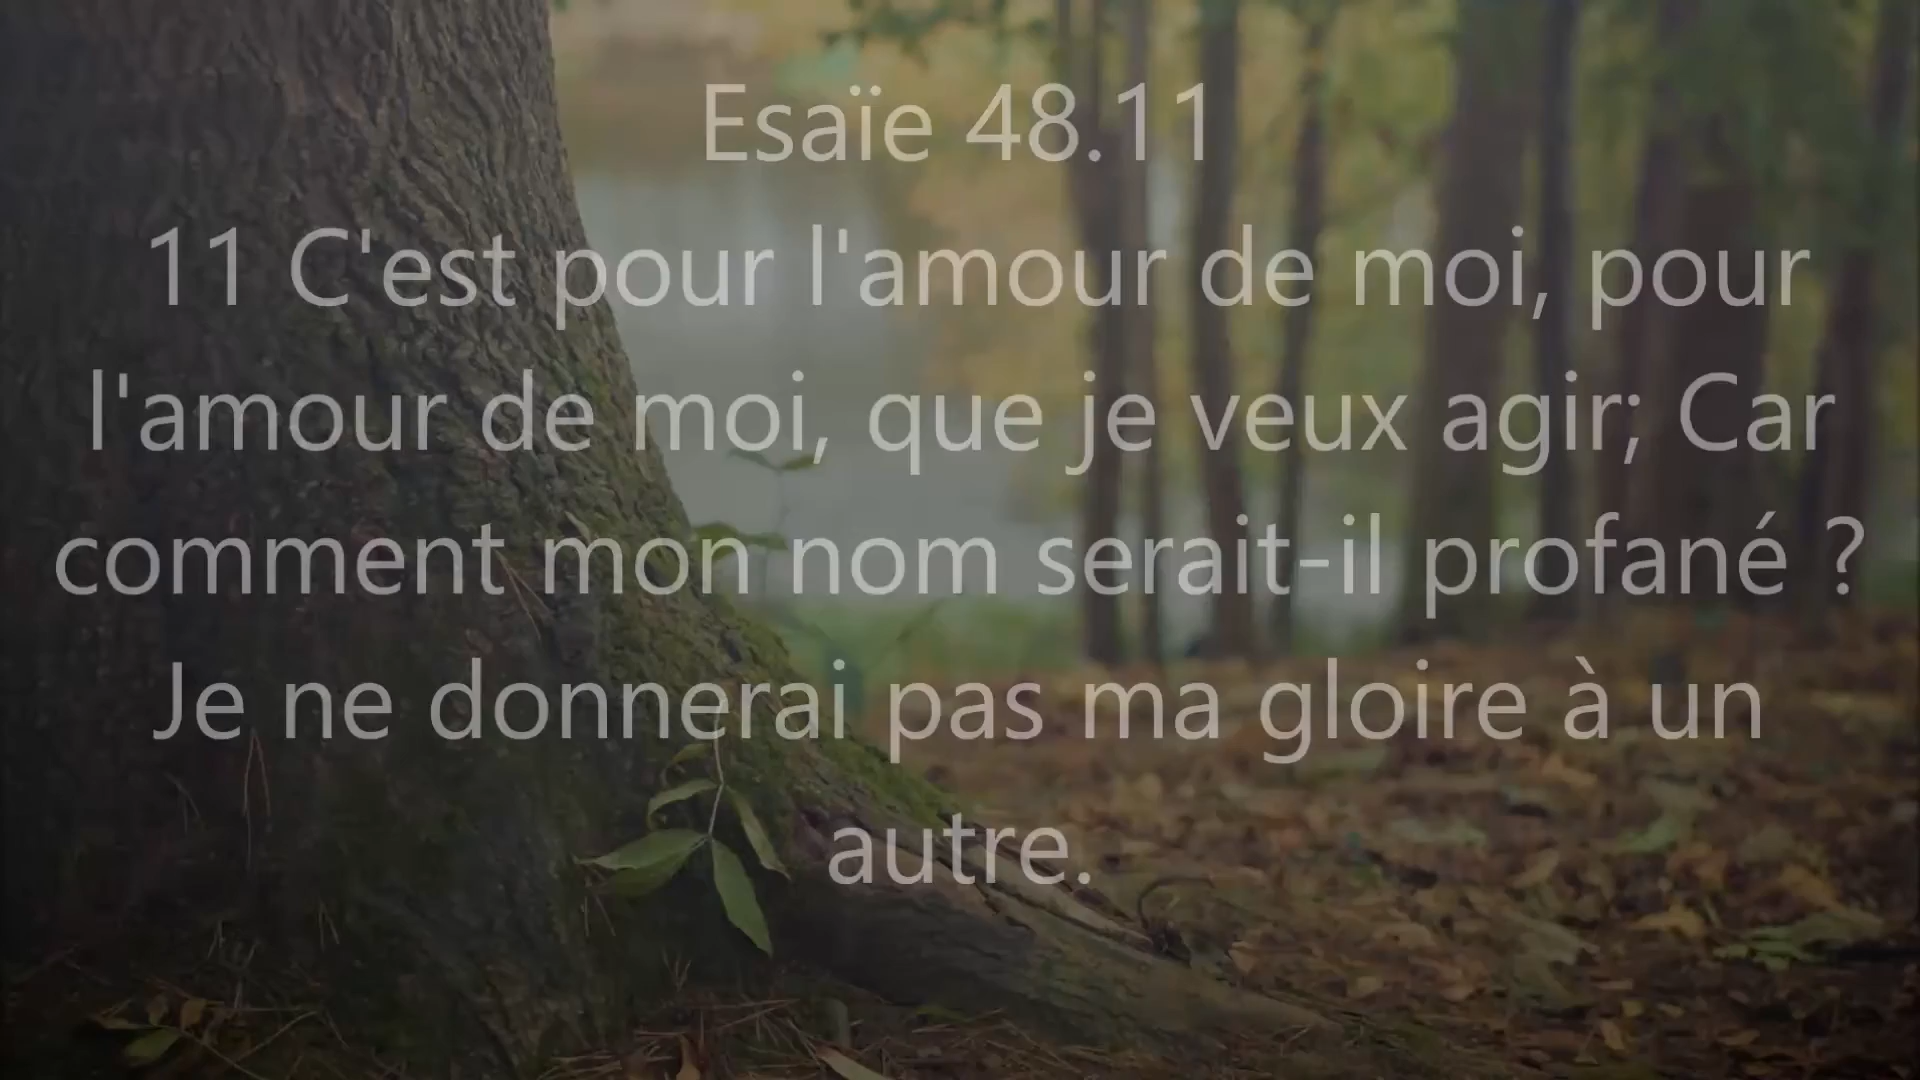 Esaïe 48.11
11 C'est pour l'amour de moi, pour
l'amour de moi, que je veux agir; Car
comment mon nom serait-il profané ?
Je ne donnerai pas ma gloire à un
autre.